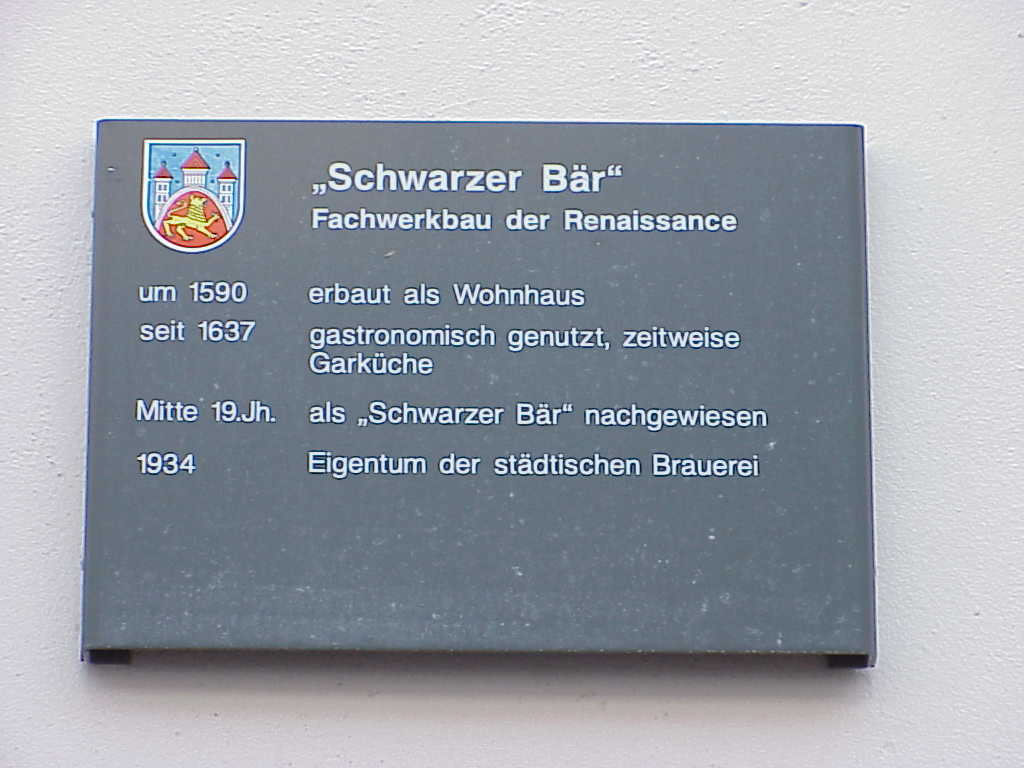 „Schwarzer Bär“
Fachwerkbau der Renaissance
um 1590 erbaut als Wohnhaus
seit 1637 gastronomisch genutzt, zeitweise
Garküche
Mitte 19.Jh. als „Schwarzer Bär“ nachgewiesen
1934 Eigentum der städtischen Brauerei